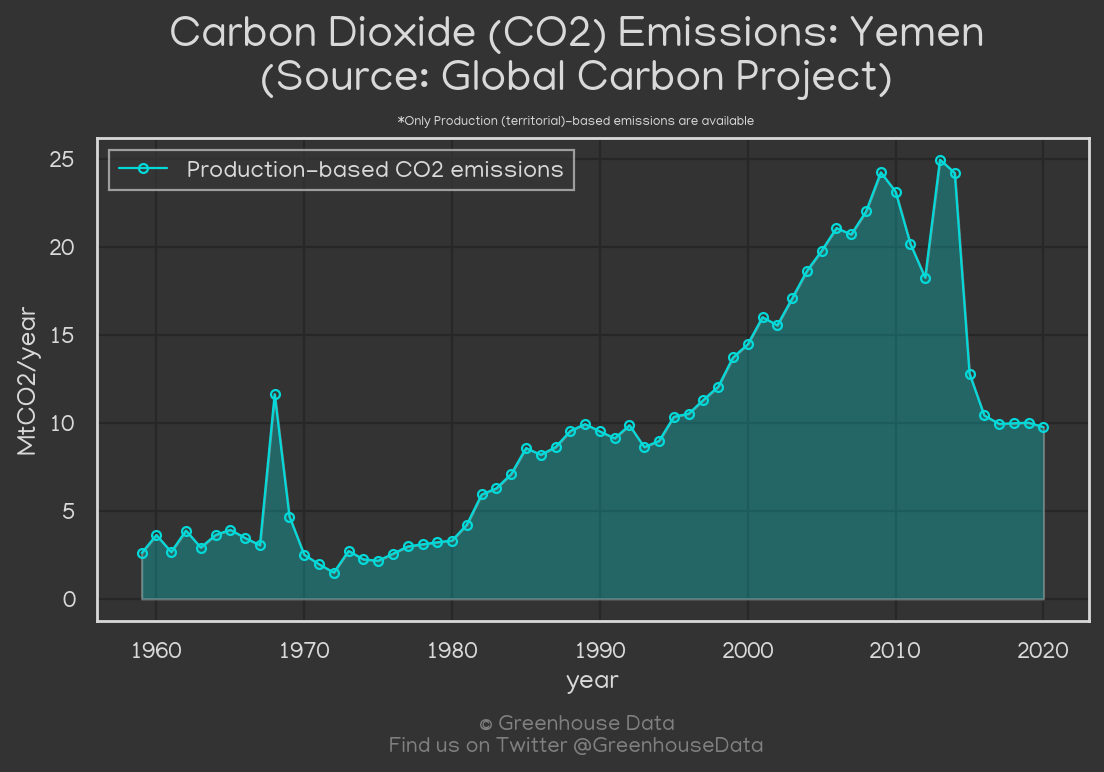 Carbon Dioxide (CO2) Emissions: Yemen
(Source: Global Carbon Project)
*Only Production (territorial)-based emissions are available
Production-based CO2 emissions
25
20
15
10
5
0
MtCO2/year
1960 1970 1980 1990 2000 2010 2020
year
© Greenhouse Data
Find us on Twitter @GreenhouseData